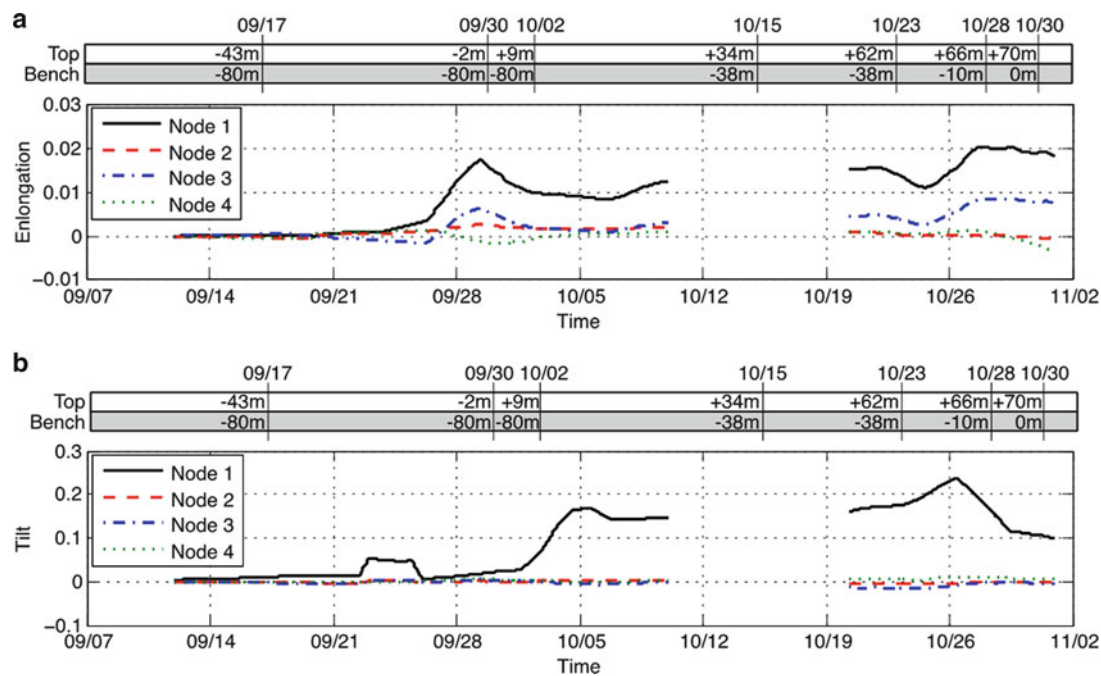 a
09/17 09/30 10/02 10/15 10/23 10/28 10/30
Top -43m -2m +9m +34m +62m +66m +70m
Bench -80m -80m -80m -38m -38m -10m 0m
0.03
0.02
0.01
0
−0.01
Enlongation
Node 1
Node 2
Node 3
Node 4
09/07 09/14 09/21 09/28 10/05 10/12 10/19 10/26 11/02
Time
b
09/17 09/30 10/02 10/15 10/23 10/28 10/30
Top -43m -2m +9m +34m +62m +66m +70m
Bench -80m -80m -80m -38m -38m -10m 0m
0.3
0.2
0.1
0
−0.1
Tilt
Node 1
Node 2
Node 3
Node 4
09/07 09/14 09/21 09/28 10/05 10/12 10/19 10/26 11/02
Time